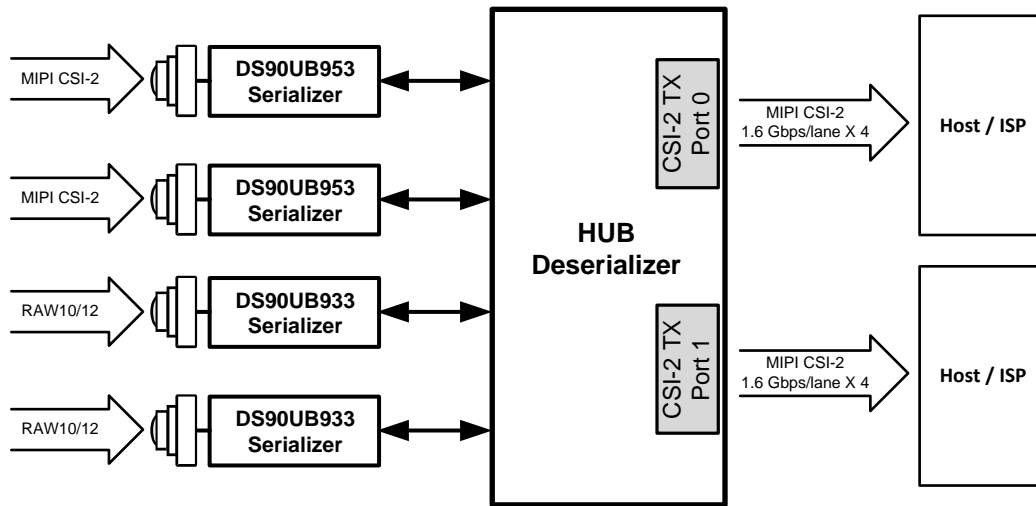 MIPI CSI-2
DS90UB953
Serializer
MIPI CSI-2
DS90UB953
Serializer
RAW10/12
DS90UB933
Serializer
RAW10/12
DS90UB933
Serializer
HUB
Deserializer
CSI-2 TX
Port 0
CSI-2 TX
Port 1
MIPI CSI-2
1.6 Gbps/lane X 4
Host / ISP
MIPI CSI-2
1.6 Gbps/lane X 4
Host / ISP